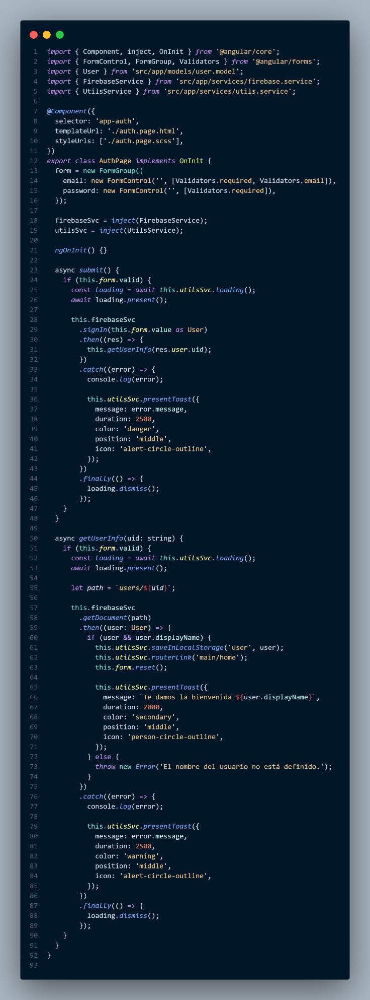 1 import { Component, inject, OnInit } from '@angular/core';
2 import { FormControl, FormGroup, Validators } from '@angular/forms';
3 import { User } from 'src/app/models/user.model';
4 import { FirebaseService } from 'src/app/services/firebase.service';
5 import { UtilsService } from 'src/app/services/utils.service';
6
7 @Component({
8   selector: 'app-auth',
9   templateUrl: './auth.page.html',
10   styleUrls: ['./auth.page.scss'],
11 })
12 export class AuthPage implements OnInit {
13   form = new FormGroup({
14     email: new FormControl('', [Validators.required, Validators.email]),
15     password: new FormControl('', [Validators.required]),
16   });
17
18   firebaseSvc = inject(FirebaseService);
19   utilsSvc = inject(UtilsService);
20
21   ngOnInit() {}
22
23   async submit() {
24     if (this.form.valid) {
25       const loading = await this.utilsSvc.loading();
26       await loading.present();
27
28       this.firebaseSvc
29         .signIn(this.form.value as User)
30         .then((res) => {
31           this.getUserInfo(res.user.uid);
32         })
33         .catch((error) => {
34           console.log(error);
35
36           this.utilsSvc.presentToast({
37             message: error.message,
38             duration: 2500,
39             color: 'danger',
40             position: 'middle',
41             icon: 'alert-circle-outline',
42           });
43         })
44         .finally(() => {
45           loading.dismiss();
46         });
47     }
48   }
49
50   async getUserInfo(uid: string) {
51     if (this.form.valid) {
52       const loading = await this.utilsSvc.loading();
53       await loading.present();
54
55       let path = `users/${uid}`;
56
57       this.firebaseSvc
58         .getDocument(path)
59         .then((user: User) => {
60           if (user && user.displayName) {
61             this.utilsSvc.saveInLocalStorage('user', user);
62             this.utilsSvc.routerLink('main/home');
63             this.form.reset();
64
65             this.utilsSvc.presentToast({
66               message: `Te damos la bienvenida ${user.displayName}`,
67               duration: 2000,
68               color: 'secondary',
69               position: 'middle',
70               icon: 'person-circle-outline',
71             });
72           } else {
73             throw new Error('El nombre del usuario no está definido.');
74           }
75         })
76         .catch((error) => {
77           console.log(error);
78
79           this.utilsSvc.presentToast({
80             message: error.message,
81             duration: 2500,
82             color: 'warning',
83             position: 'middle',
84             icon: 'alert-circle-outline',
85           });
86         })
87         .finally(() => {
88           loading.dismiss();
89         });
90     }
91   }
92 }
93